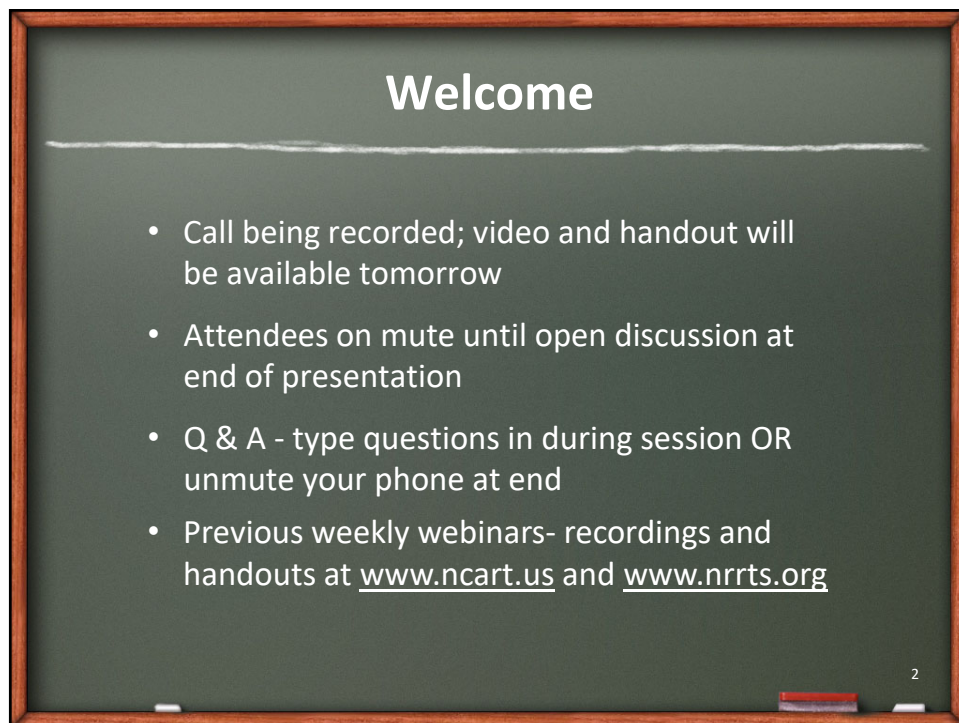 Welcome
• Call being recorded; video and handout will
be available tomorrow
• Attendees on mute until open discussion at
end of presentation
• Q & A - type questions in during session OR
unmute your phone at end
• Previous weekly webinars- recordings and
handouts at www.ncart.us and www.nrrts.org
2